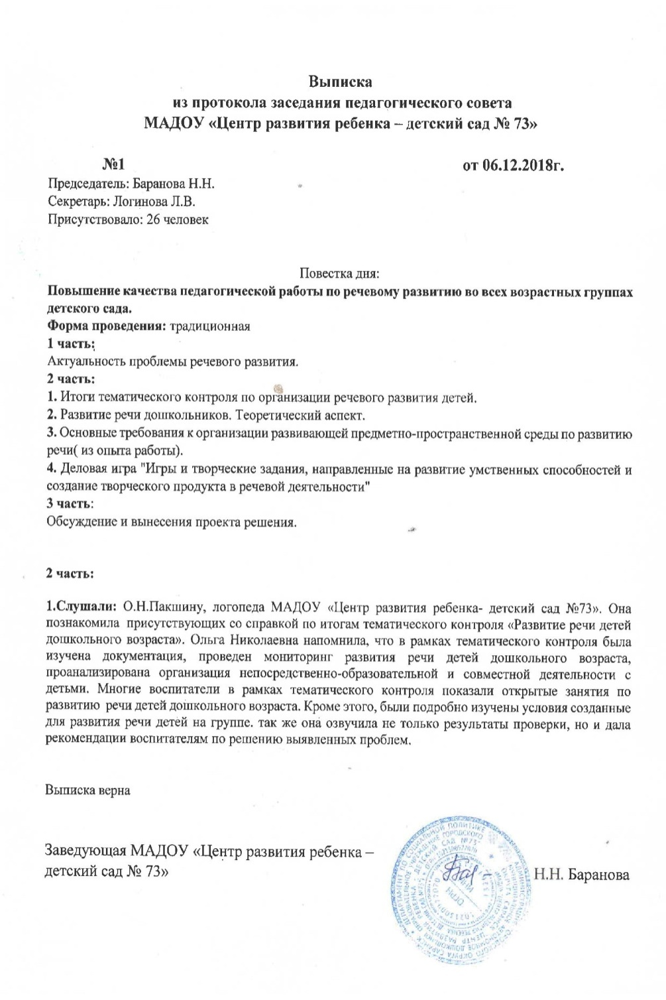 Выписка
из протокола заседания педагогического совета
МАДОУ «Центр развития ребенка – детский сад № 73»
№1 от 06.12.2018г.
Председатель: Баранова Н.Н.
Секретарь: Логинова Л.В.
Присутствовало: 26 человек
Повестка дня:
Повышение качества педагогической работы по речевому развитию во всех возрастных группах
детского сада.
Форма проведения: традиционная
1 часть:
Актуальность проблемы речевого развития.
2 часть:
1. Итоги тематического контроля по организации речевого развития детей.
2. Развитие речи дошкольников. Теоретический аспект.
3. Основные требования к организации развивающей предметно-пространственной среды по развитию
речи( из опыта работы).
4. Деловая игра "Игры и творческие задания, направленные на развитие умственных способностей и
создание творческого продукта в речевой деятельности"
3 часть:
Обсуждение и вынесения проекта решения.
2 часть:
1.Слушали: О.Н.Пакшину, логопеда МАДОУ «Центр развития ребенка- детский сад №73». Она
познакомила присутствующих со справкой по итогам тематического контроля «Развитие речи детей
дошкольного возраста». Ольга Николаевна напомнила, что в рамках тематического контроля была
изучена документация, проведен мониторинг развития речи детей дошкольного возраста,
проанализирована организация непосредственно-образовательной и совместной деятельности с
детьми. Многие воспитатели в рамках тематического контроля показали открытые занятия по
развитию речи детей дошкольного возраста. Кроме этого, были подробно изучены условия созданные
для развития речи детей на группе. так же она озвучила не только результаты проверки, но и дала
рекомендации воспитателям по решению выявленных проблем.
Выписка верна
Заведующая МАДОУ «Центр развития ребенка –
детский сад № 73» Н.Н. Баранова